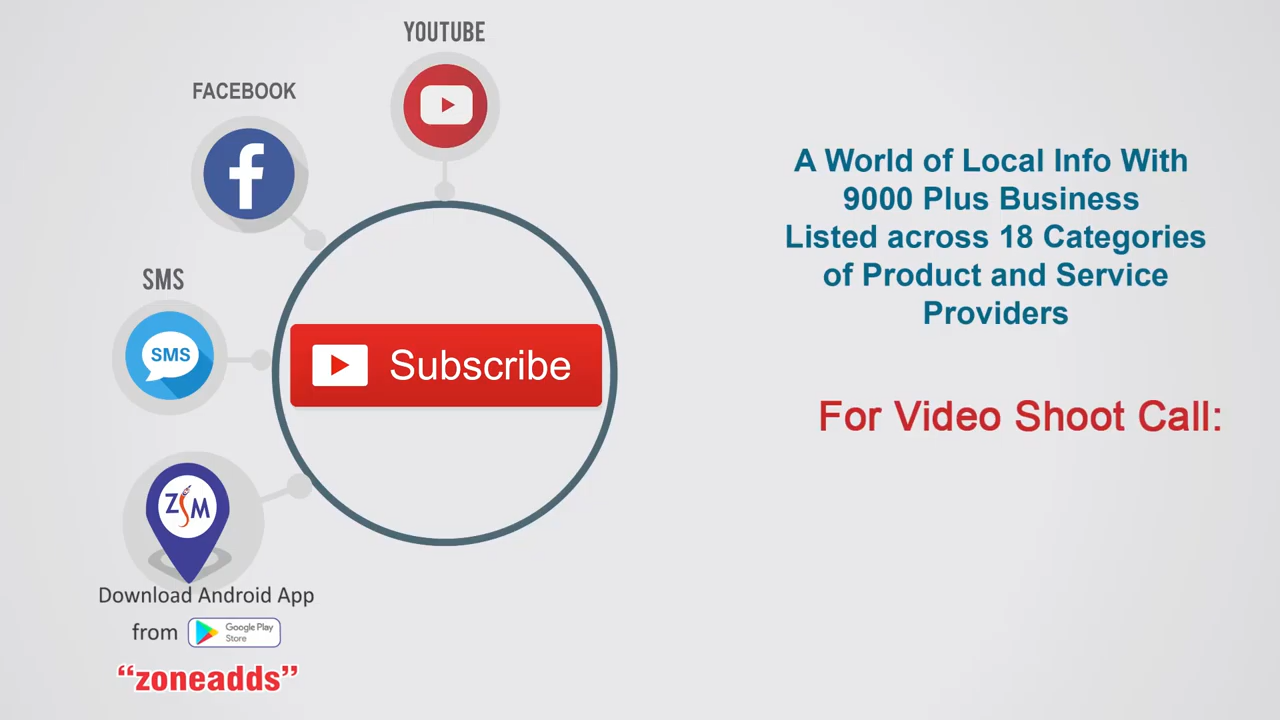 YOUTUBE
FACEBOOK
SMS
SMS
Subscribe
ZSM
Download Android App
from Google Play
Store
“zoneadds”
A World of Local Info With
9000 Plus Business
Listed across 18 Categories
of Product and Service
Providers
For Video Shoot Call: